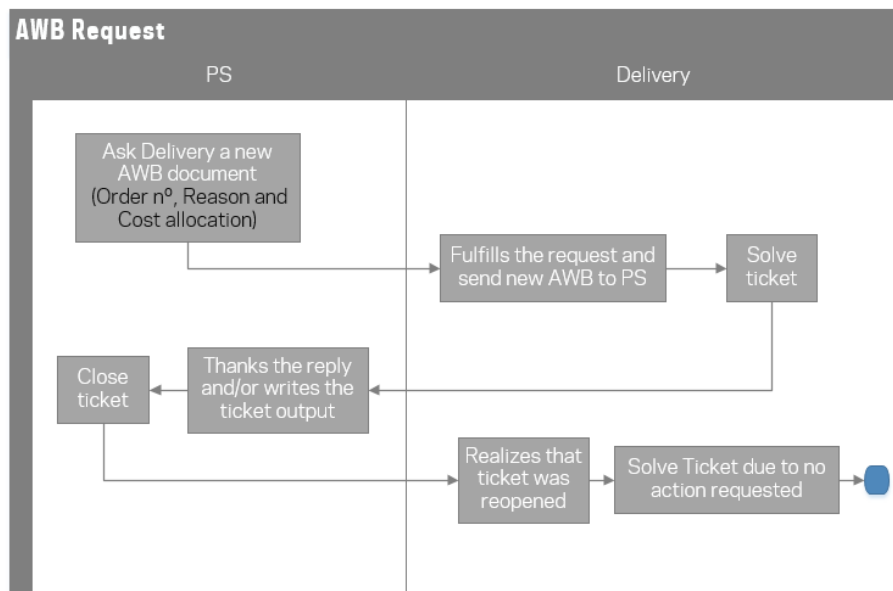 AWB Request
PS
Delivery
Ask Delivery a new
AWB document
(Order nº, Reason and
Cost allocation)
Fulfills the request and
send new AWB to PS
Solve
ticket
Close
ticket
Thanks the reply
and/or writes the
ticket output
Realizes that
ticket was
reopened
Solve Ticket due to no
action requested